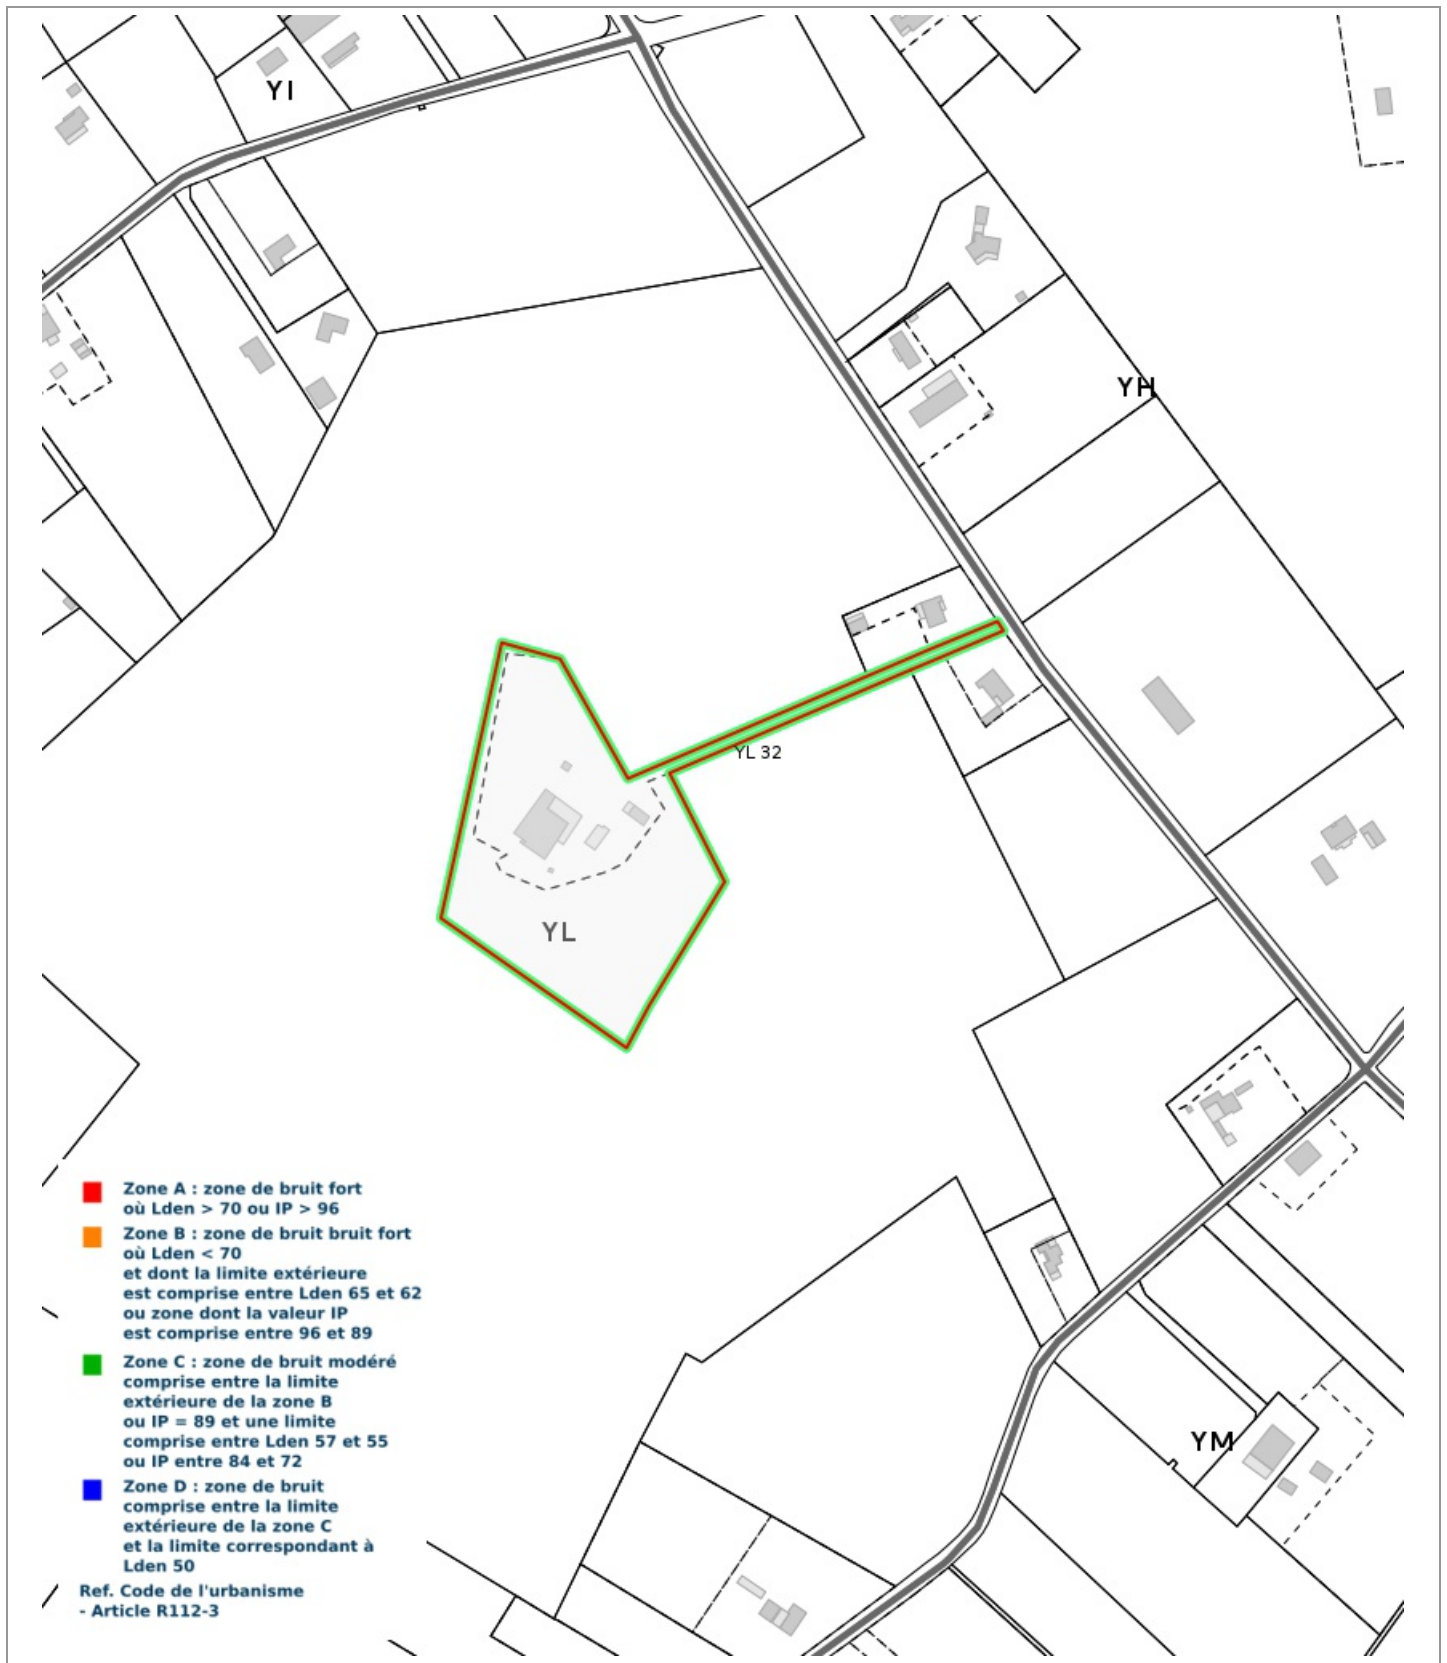 YI
YH
YL 32
YL
Zone A : zone de bruit fort
où Lden > 70 ou IP > 96
Zone B : zone de bruit bruit fort
où Lden < 70
et dont la limite extérieure
est comprise entre Lden 65 et 62
ou zone dont la valeur IP
est comprise entre 96 et 89
Zone C : zone de bruit modéré
comprise entre la limite
extérieure de la zone B
ou IP = 89 et une limite
comprise entre Lden 57 et 55
ou IP entre 84 et 72
YM
Zone D : zone de bruit
comprise entre la limite
extérieure de la zone C
et la limite correspondant à
Lden 50
Ref. Code de l'urbanisme
- Article R112-3